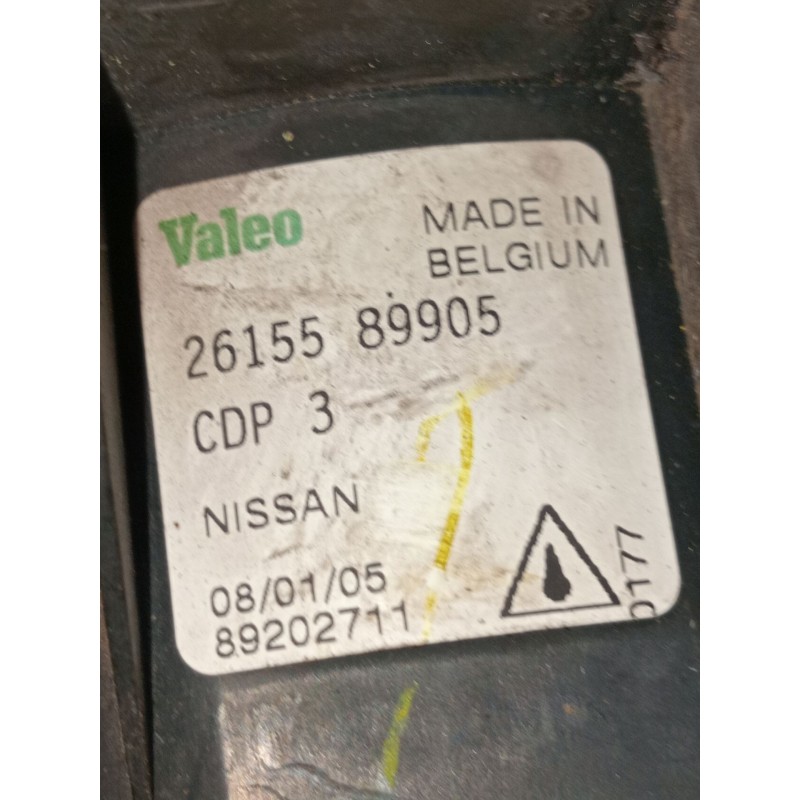 Valeo
MADE IN
BELGIUM
26155 89905
CDP 3
NISSAN
08/01/05
89202711
0177